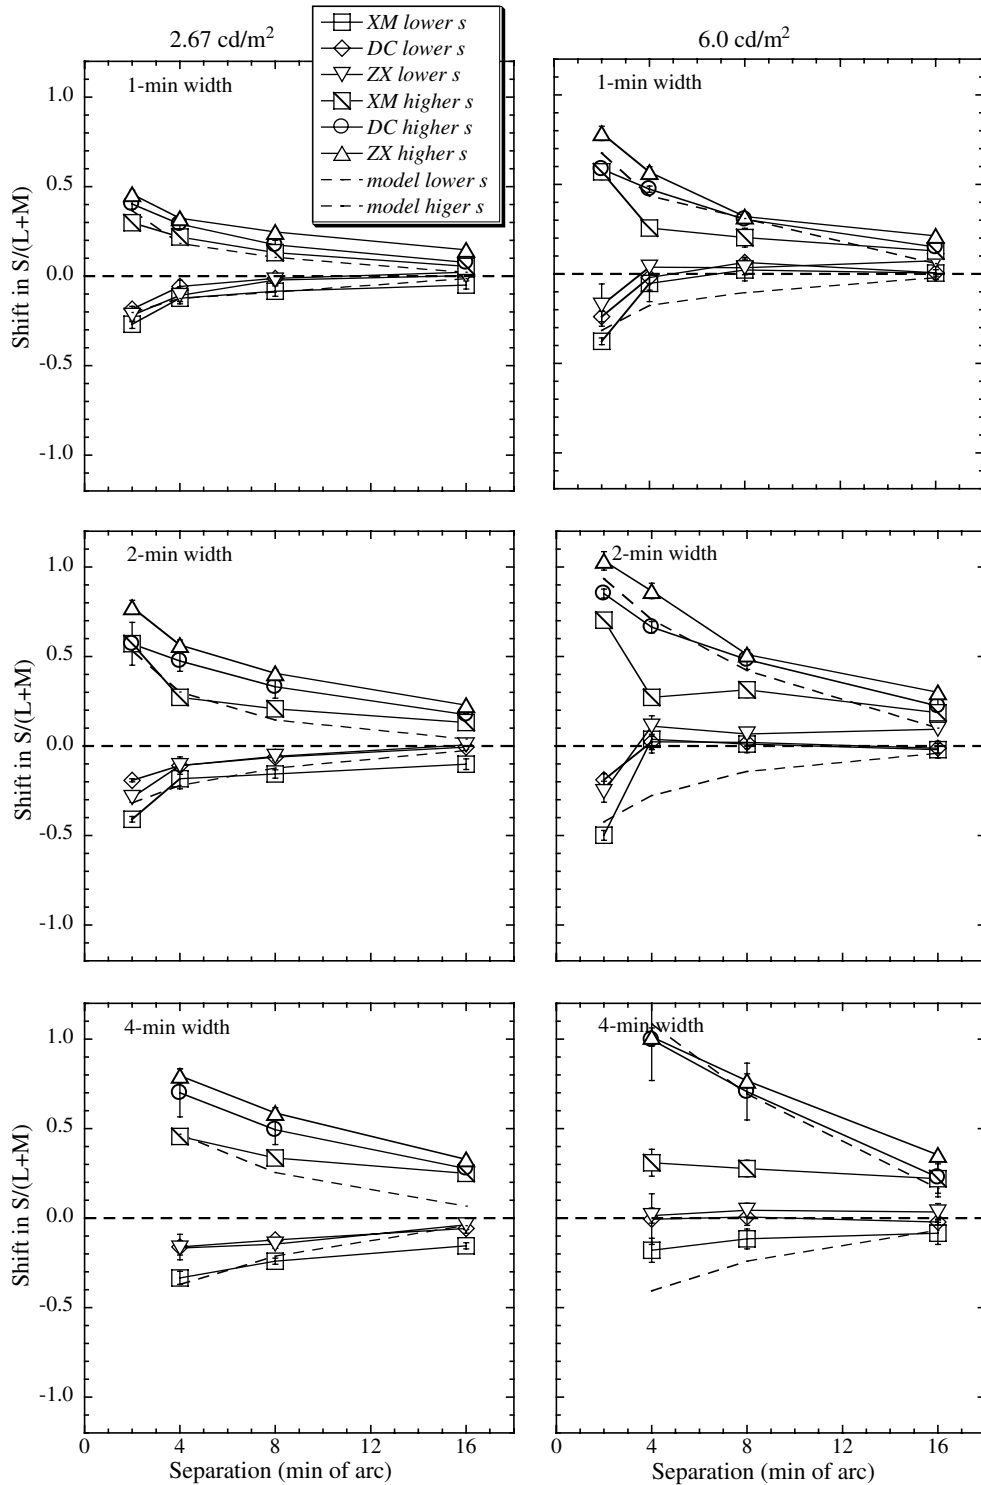 2.67 cd/m²
6.0 cd/m²
XM lower s
DC lower s
ZX lower s
XM higher s
DC higher s
ZX higher s
model lower s
model higer s
1-min width
1-min width
1.0
0.5
0.0
-0.5
-1.0
Shift in S/(L+M)
2-min width
2-min width
1.0
0.5
0.0
-0.5
-1.0
Shift in S/(L+M)
4-min width
4-min width
1.0
0.5
0.0
-0.5
-1.0
Shift in S/(L+M)
0 4 8 12 16
0 4 8 12 16
Separation (min of arc)
Separation (min of arc)